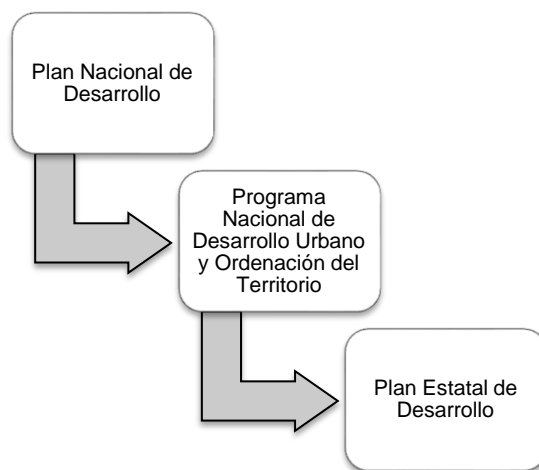 Plan Nacional de
Desarrollo
Programa
Nacional de
Desarrollo Urbano
y Ordenación del
Territorio
Plan Estatal de
Desarrollo